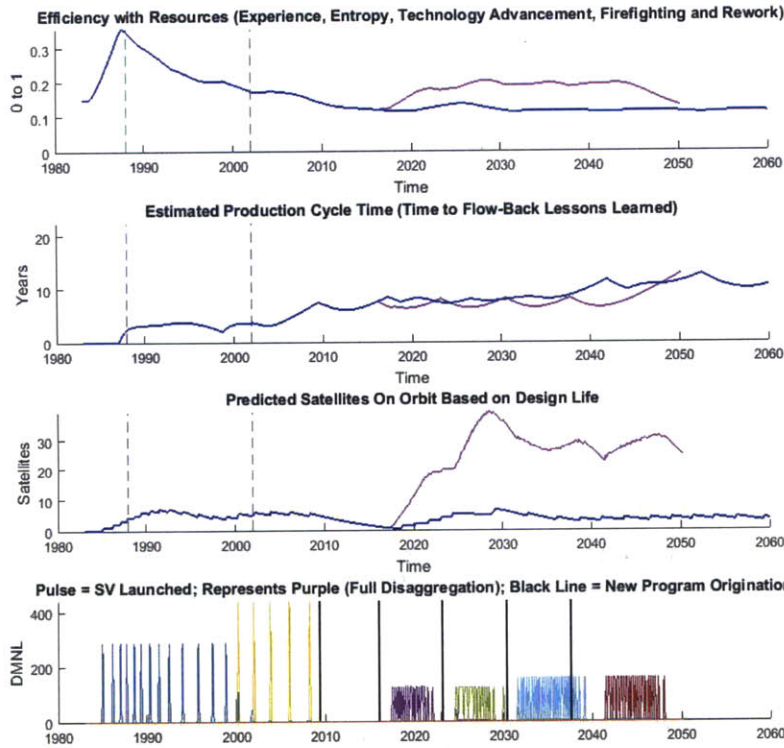 Efficiency with Resources (Experience, Entropy, Technology Advancement, Firefighting and Rework)
0 to 1
0.3
0.2
0.1
0
1980 1990 2000 2010 2020 2030 2040 2050 2060
Time
Estimated Production Cycle Time (Time to Flow-Back Lessons Learned)
Years
20
10
0
1980 1990 2000 2010 2020 2030 2040 2050 2060
Time
Predicted Satellites On Orbit Based on Design Life
Satellites
30
20
10
0
1980 1990 2000 2010 2020 2030 2040 2050 2060
Time
Pulse = SV Launched; Represents Purple (Full Disaggregation); Black Line = New Program Origination
DMNL
400
200
0
1980 1990 2000 2010 2020 2030 2040 2050 2060